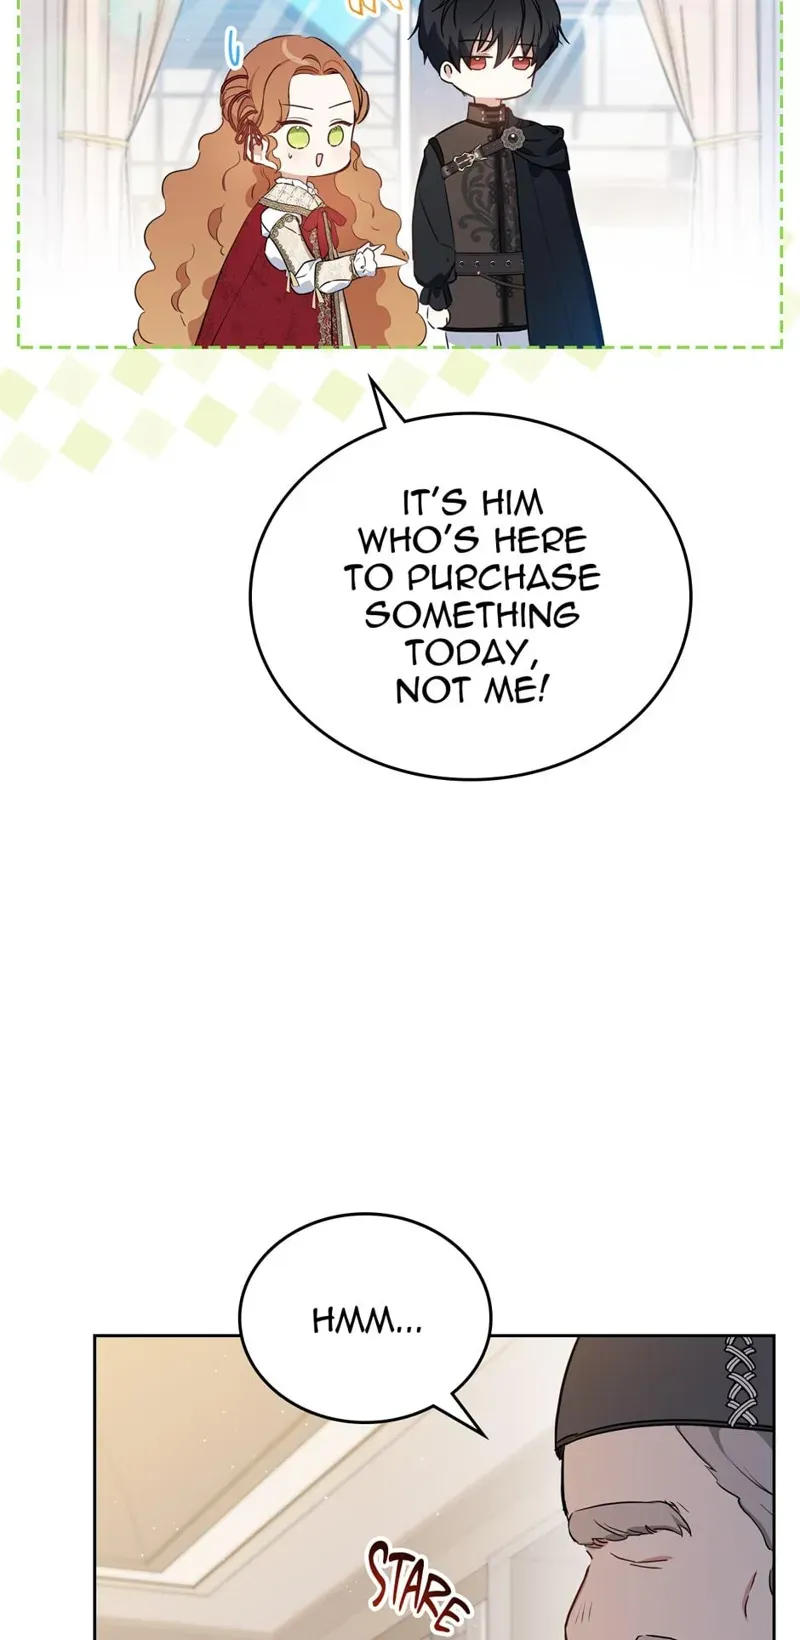 IT'S HIM
WHO'S HERE
TO PURCHASE
SOMETHING
TODAY,
NOT ME!
HMM...
STARE